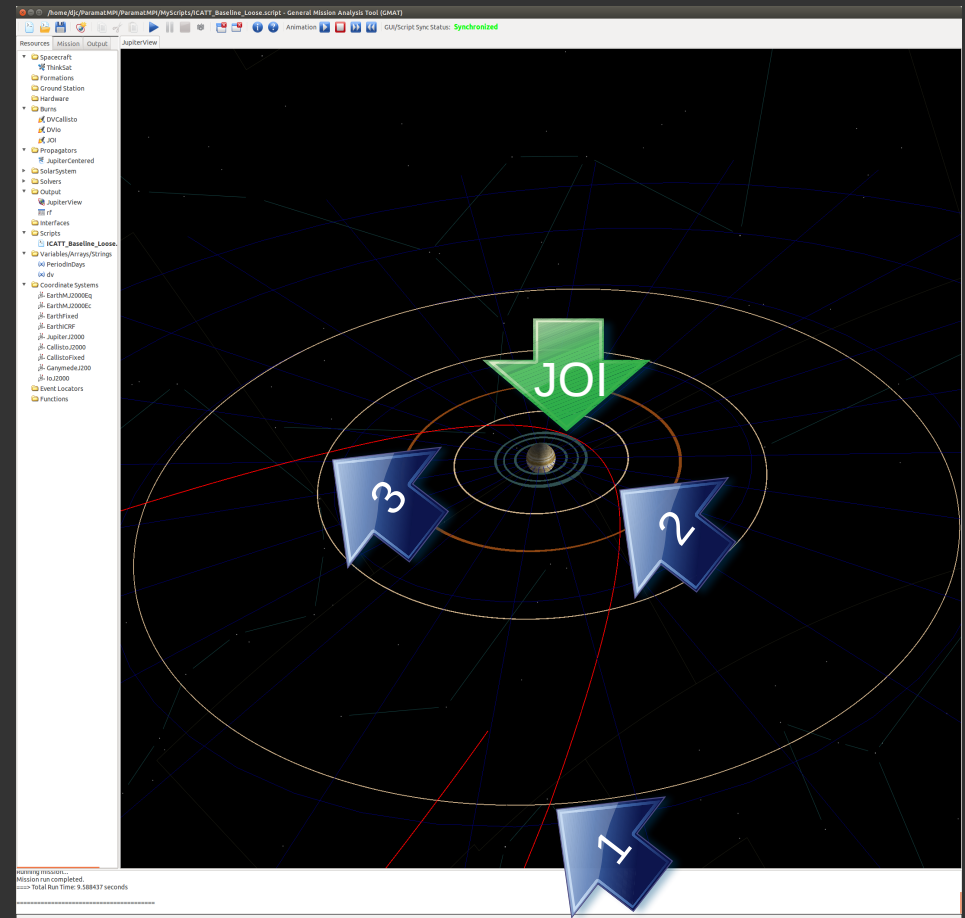 /home/djc/ParamatMPI/ParamatMPI/MyScripts/ICATT_Baseline_Loose.script - General Mission Analysis Tool (GMAT)
Animation GUI/Script Sync Status: Synchronized
Resources Mission Output JupiterView
Spacecraft
ThinkSat
Formations
Ground Station
Hardware
Burns
DVCallisto
DVIo
JOI
Propagators
JupiterCentered
SolarSystem
Solvers
Output
JupiterView
rf
Interfaces
Scripts
ICATT_Baseline_Loose.
Variables/Arrays/Strings
(x) PeriodInDays
(x) dv
Coordinate Systems
EarthMJ2000Eq
EarthMJ2000Ec
EarthFixed
EarthICRF
JupiterJ2000
CallistoJ2000
CallistoFixed
GanymedeJ200
IoJ2000
Event Locators
Functions
JOI
3
2
1
Running mission...
Mission run completed.
===> Total Run Time: 9.588437 seconds
========================================